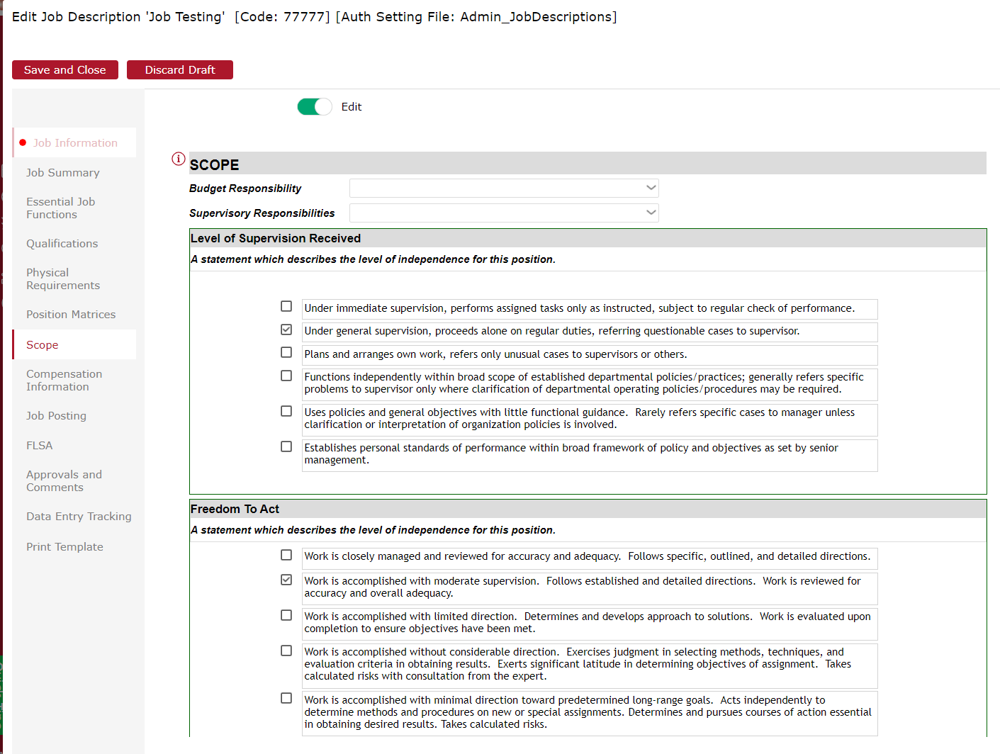 Edit Job Description 'Job Testing'  [Code: 77777] [Auth Setting File: Admin_JobDescriptions]
Save and Close
Discard Draft
Edit
Job Information
Job Summary
Essential Job
Functions
Qualifications
Physical
Requirements
Position Matrices
Scope
Compensation
Information
Job Posting
FLSA
Approvals and
Comments
Data Entry Tracking
Print Template
SCOPE
Budget Responsibility
Supervisory Responsibilities
Level of Supervision Received
A statement which describes the level of independence for this position.
Under immediate supervision, performs assigned tasks only as instructed, subject to regular check of performance.
Under general supervision, proceeds alone on regular duties, referring questionable cases to supervisor.
Plans and arranges own work, refers only unusual cases to supervisors or others.
Functions independently within broad scope of established departmental policies/practices; generally refers specific
problems to supervisor only where clarification of departmental operating policies/procedures may be required.
Uses policies and general objectives with little functional guidance.  Rarely refers specific cases to manager unless
clarification or interpretation of organization policies is involved.
Establishes personal standards of performance within broad framework of policy and objectives as set by senior
management.
Freedom To Act
A statement which describes the level of independence for this position.
Work is closely managed and reviewed for accuracy and adequacy.  Follows specific, outlined, and detailed directions.
Work is accomplished with moderate supervision.  Follows established and detailed directions.  Work is reviewed for
accuracy and overall adequacy.
Work is accomplished with limited direction.  Determines and develops approach to solutions.  Work is evaluated upon
completion to ensure objectives have been met.
Work is accomplished without considerable direction.  Exercises judgment in selecting methods, techniques, and
evaluation criteria in obtaining results.  Exerts significant latitude in determining objectives of assignment.  Takes
calculated risks with consultation from the expert.
Work is accomplished with minimal direction toward predetermined long-range goals.  Acts independently to
determine methods and procedures on new or special assignments. Determines and pursues courses of action essential
in obtaining desired results. Takes calculated risks.